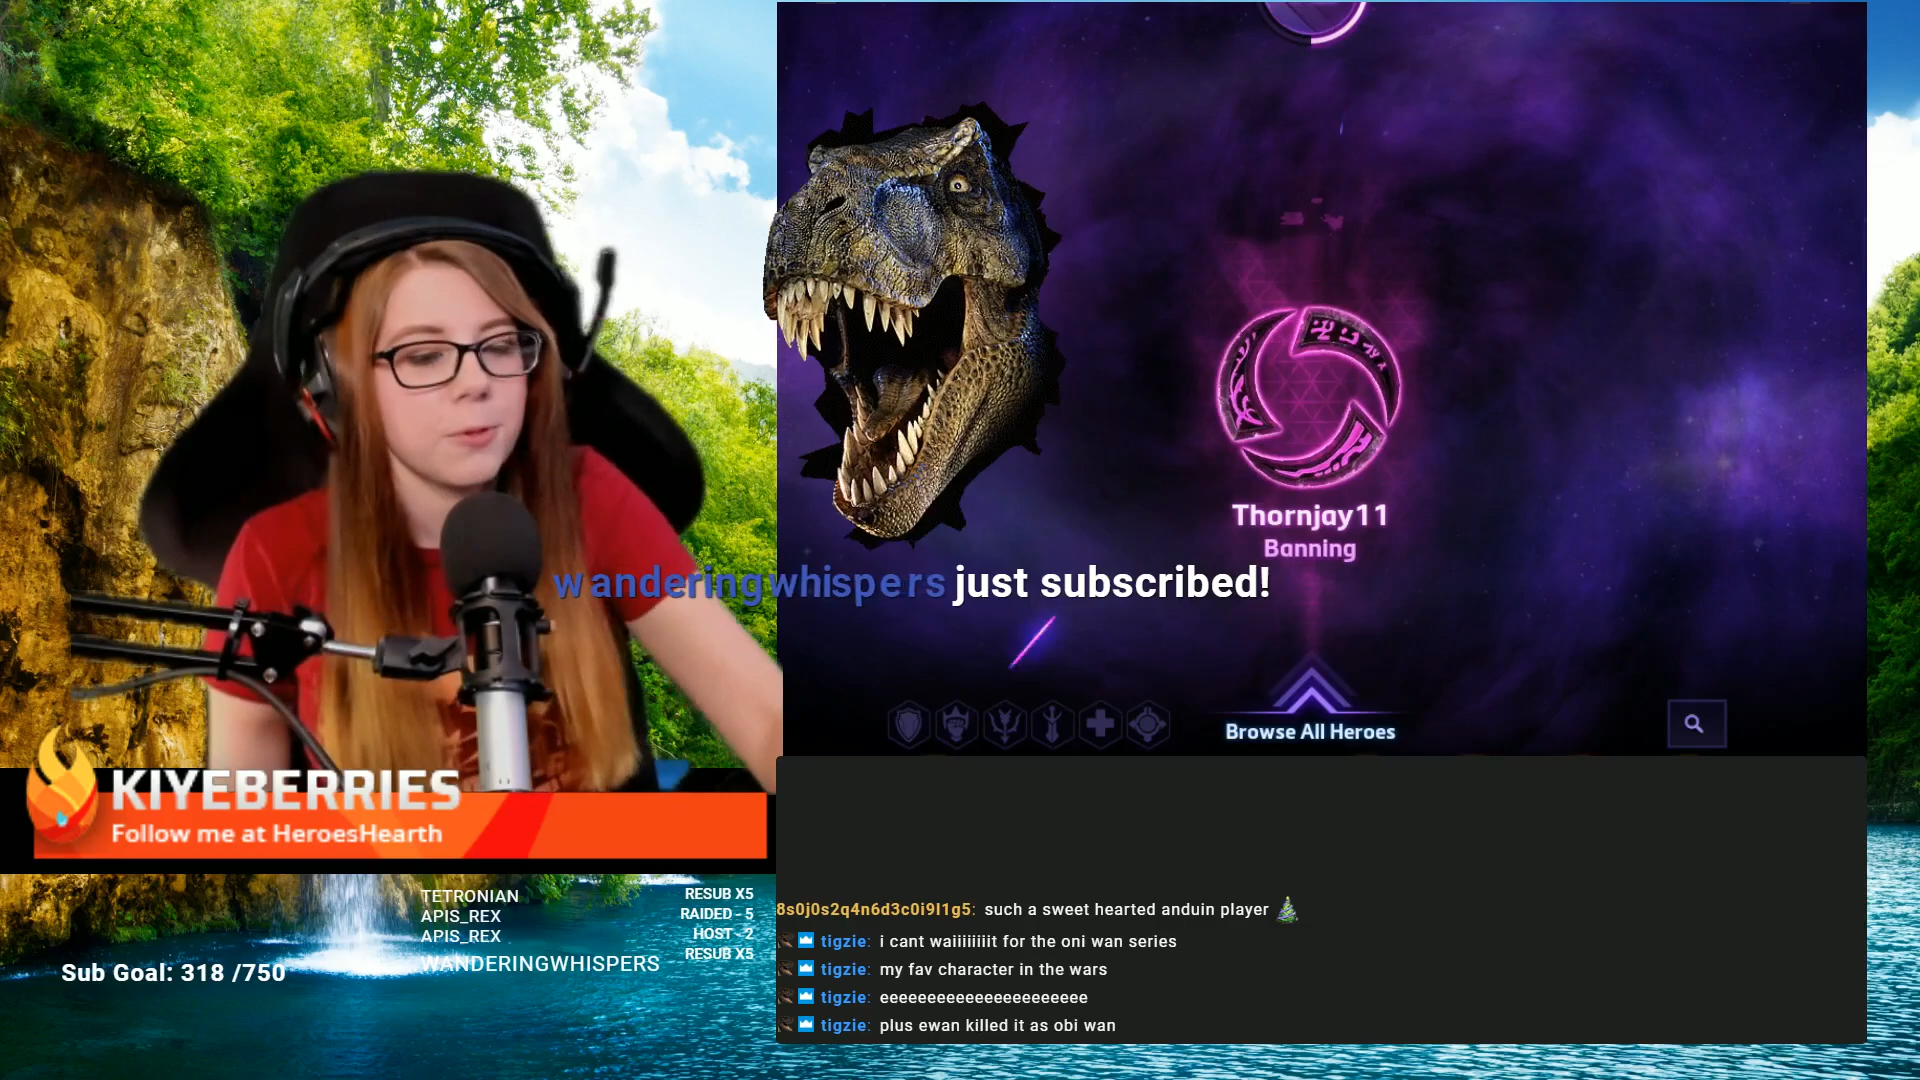 Thornjay11
Banning
wanderingwhispers just subscribed!
Browse All Heroes
KIYEBERRIES
Follow me at HeroesHearth
TETRONIAN RESUB X5
APIS_REX RAIDED - 5
APIS_REX HOST - 2
WANDERINGWHISPERS RESUB X5
Sub Goal: 318 /750
8s0j0s2q4n6d3c0i9l1g5: such a sweet hearted anduin player
tigzie: i cant waiiiiiiiit for the oni wan series
tigzie: my fav character in the wars
tigzie: eeeeeeeeeeeeeeeeeeeeee
tigzie: plus ewan killed it as obi wan